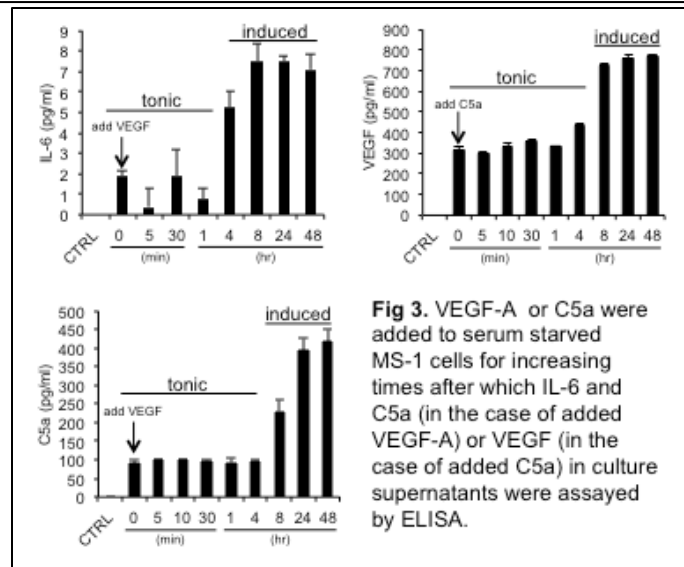 9
8
7
6
5
4
3
2
1
0
IL-6 (pg/ml)
induced
tonic
add VEGF
CTRL 0 5 30 1 4 8 24 48
(min) (hr)
900
800
700
600
500
400
300
200
100
0
VEGF (pg/ml)
induced
tonic
add C5a
CTRL 0 5 10 30 1 4 8 24 48
(min) (hr)
500
450
400
350
300
250
200
150
100
50
0
C5a (pg/ml)
induced
tonic
add VEGF
CTRL 0 5 10 30 1 4 8 24 48
(min) (hr)
Fig 3. VEGF-A or C5a were
added to serum starved
MS-1 cells for increasing
times after which IL-6 and
C5a (in the case of added
VEGF-A) or VEGF (in the
case of added C5a) in culture
supernatants were assayed
by ELISA.